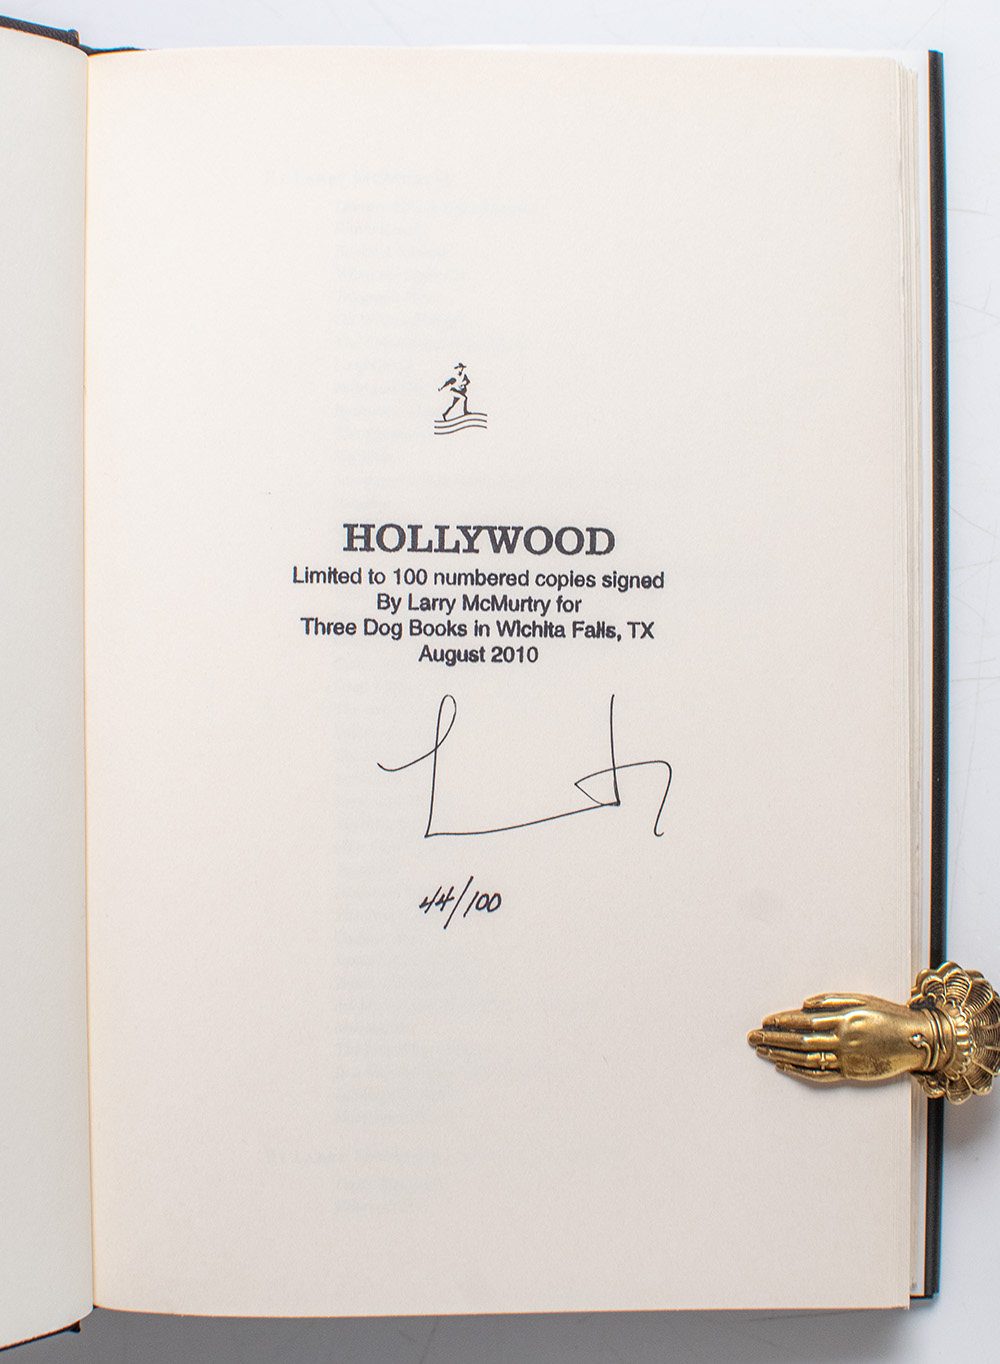 HOLLYWOOD
Limited to 100 numbered copies signed
By Larry McMurtry for
Three Dog Books in Wichita Falls, TX
August 2010
44/100